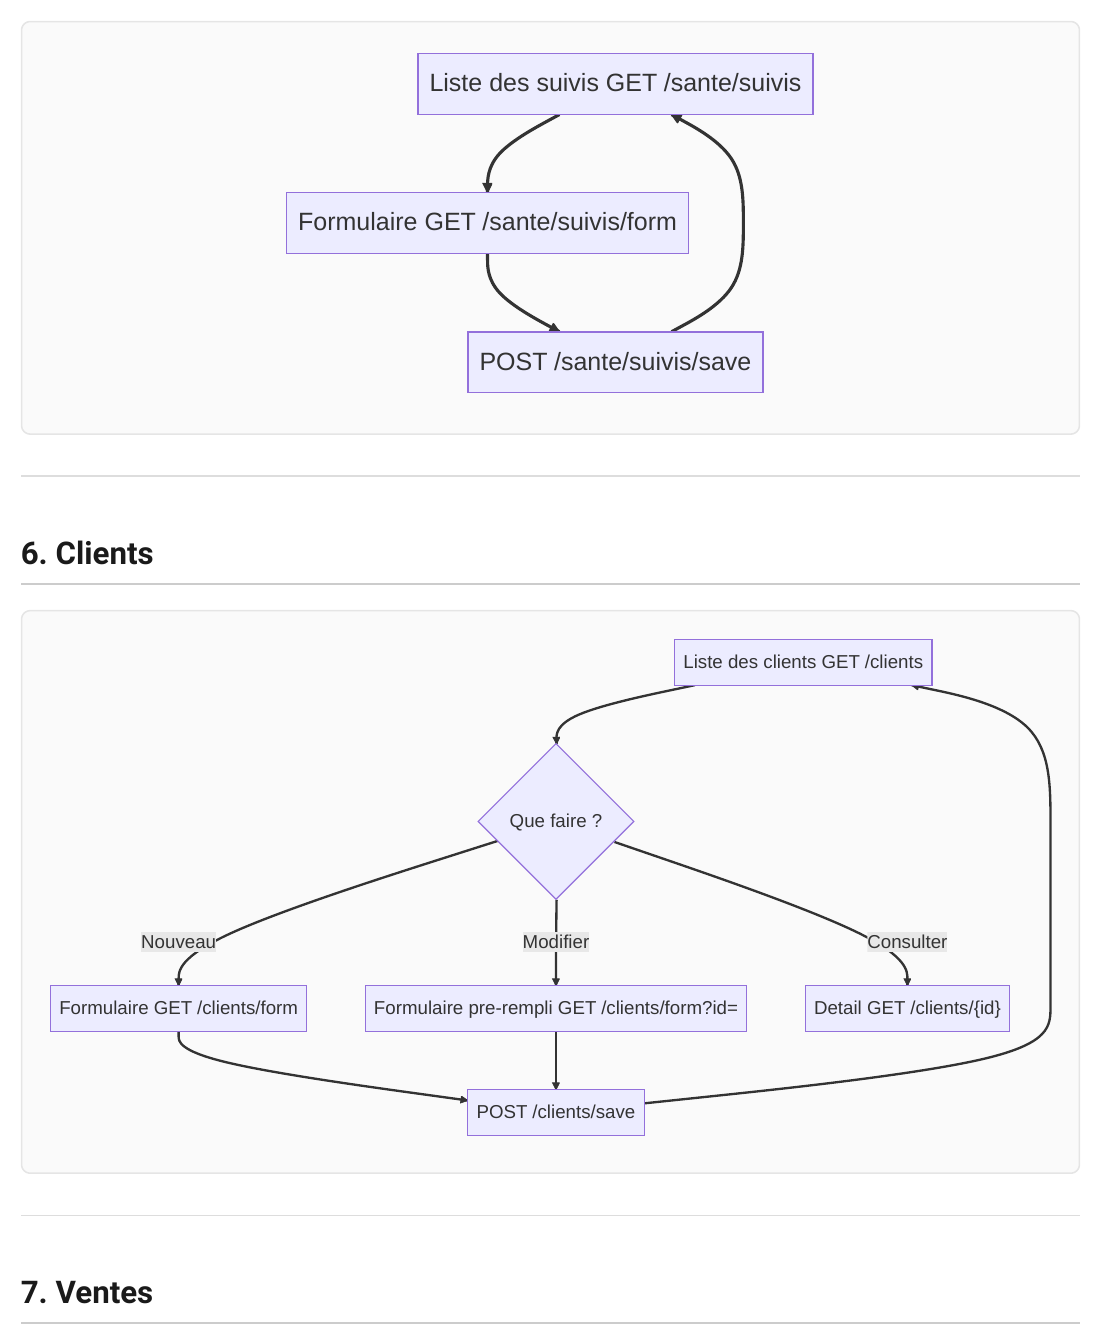 Liste des suivis GET /sante/suivis
Formulaire GET /sante/suivis/form
POST /sante/suivis/save
6. Clients
Liste des clients GET /clients
Que faire ?
Nouveau
Modifier
Consulter
Formulaire GET /clients/form
Formulaire pre-rempli GET /clients/form?id=
Detail GET /clients/{id}
POST /clients/save
7. Ventes